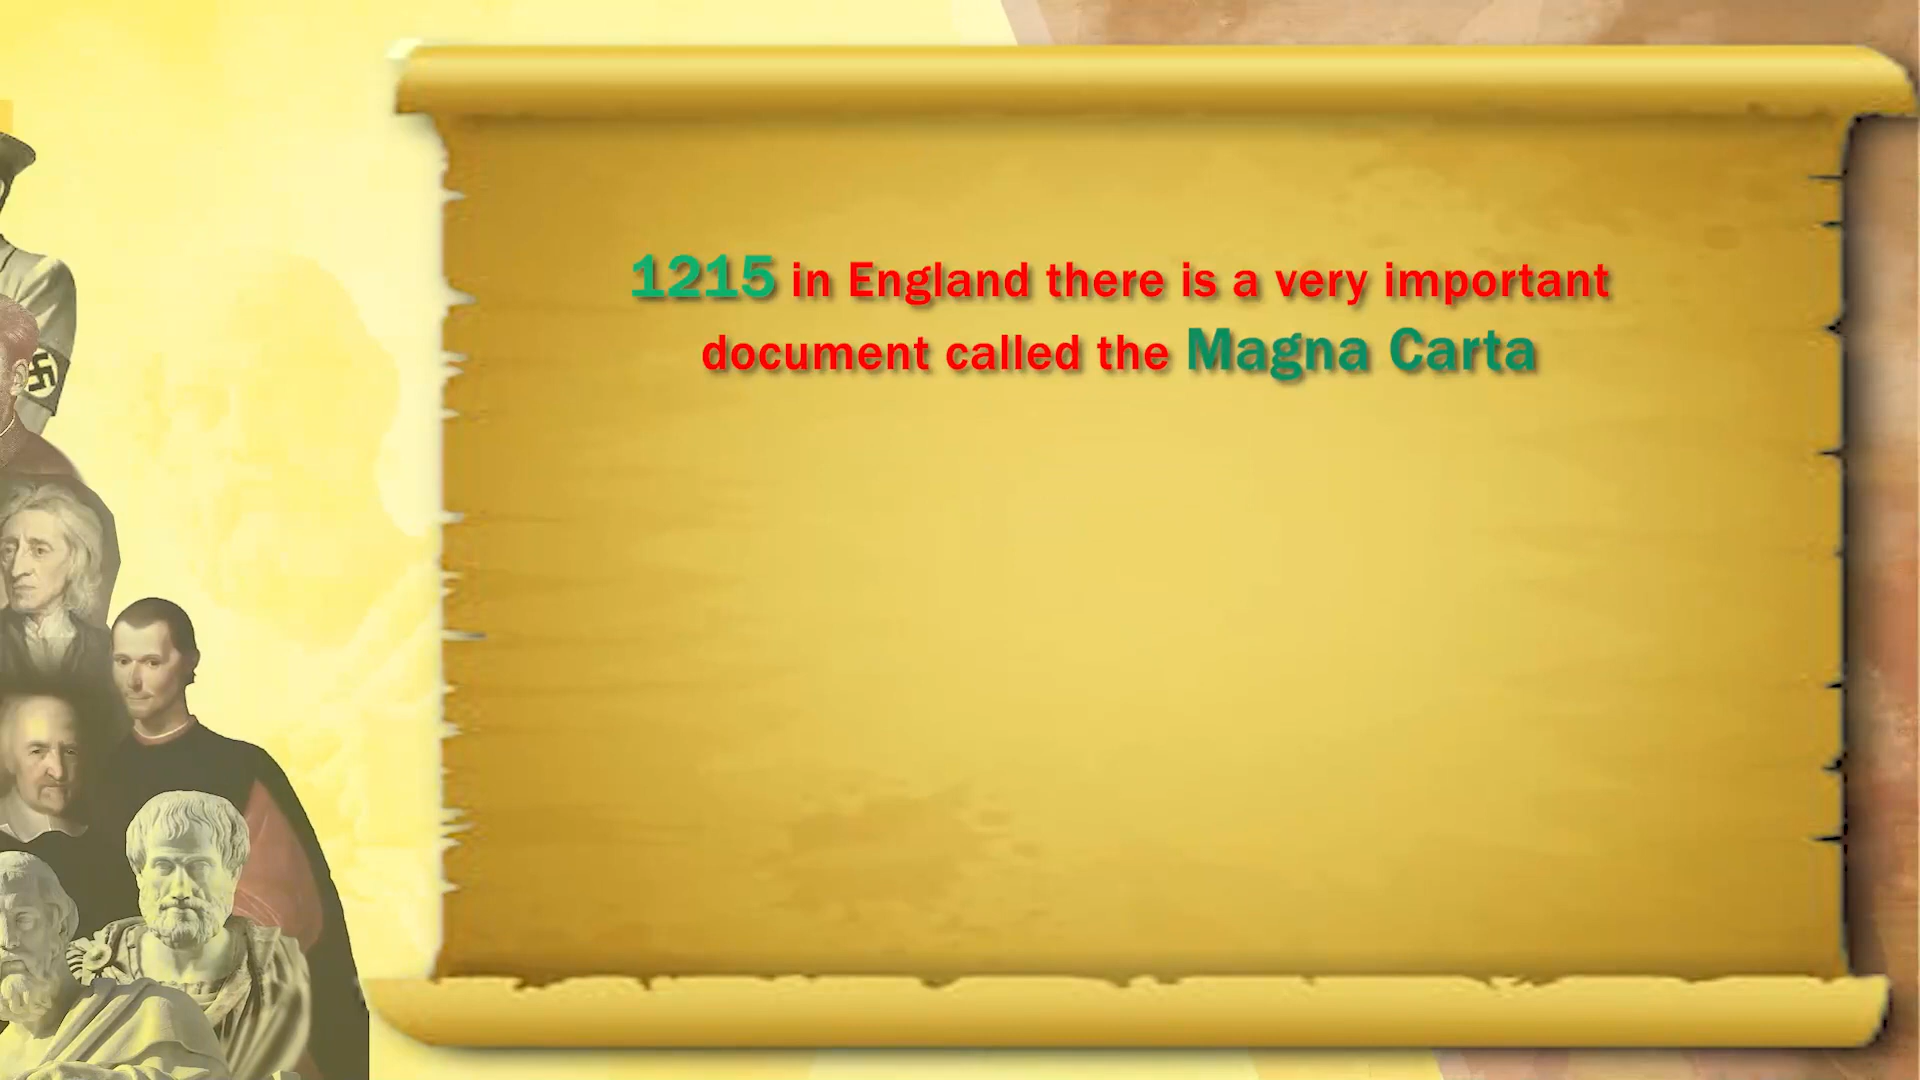 1215 in England there is a very important
document called the Magna Carta